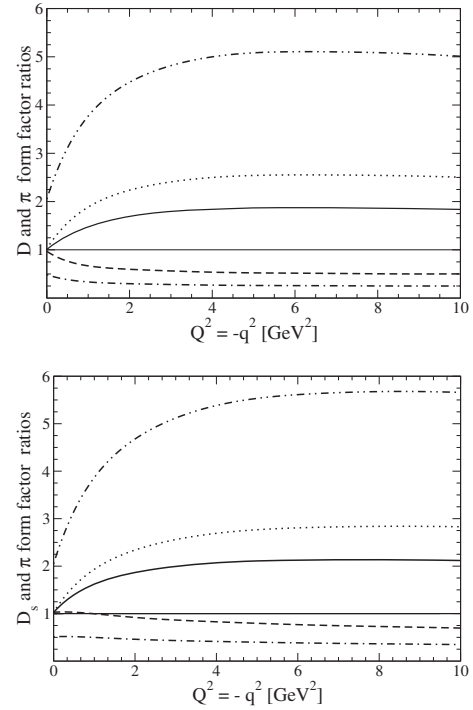 D and π form factor ratios
6
5
4
3
2
1
0 2 4 6 8 10
Q² = -q² [GeV²]
D_s and π form factor ratios
6
5
4
3
2
1
0 2 4 6 8 10
Q² = - q² [GeV²]